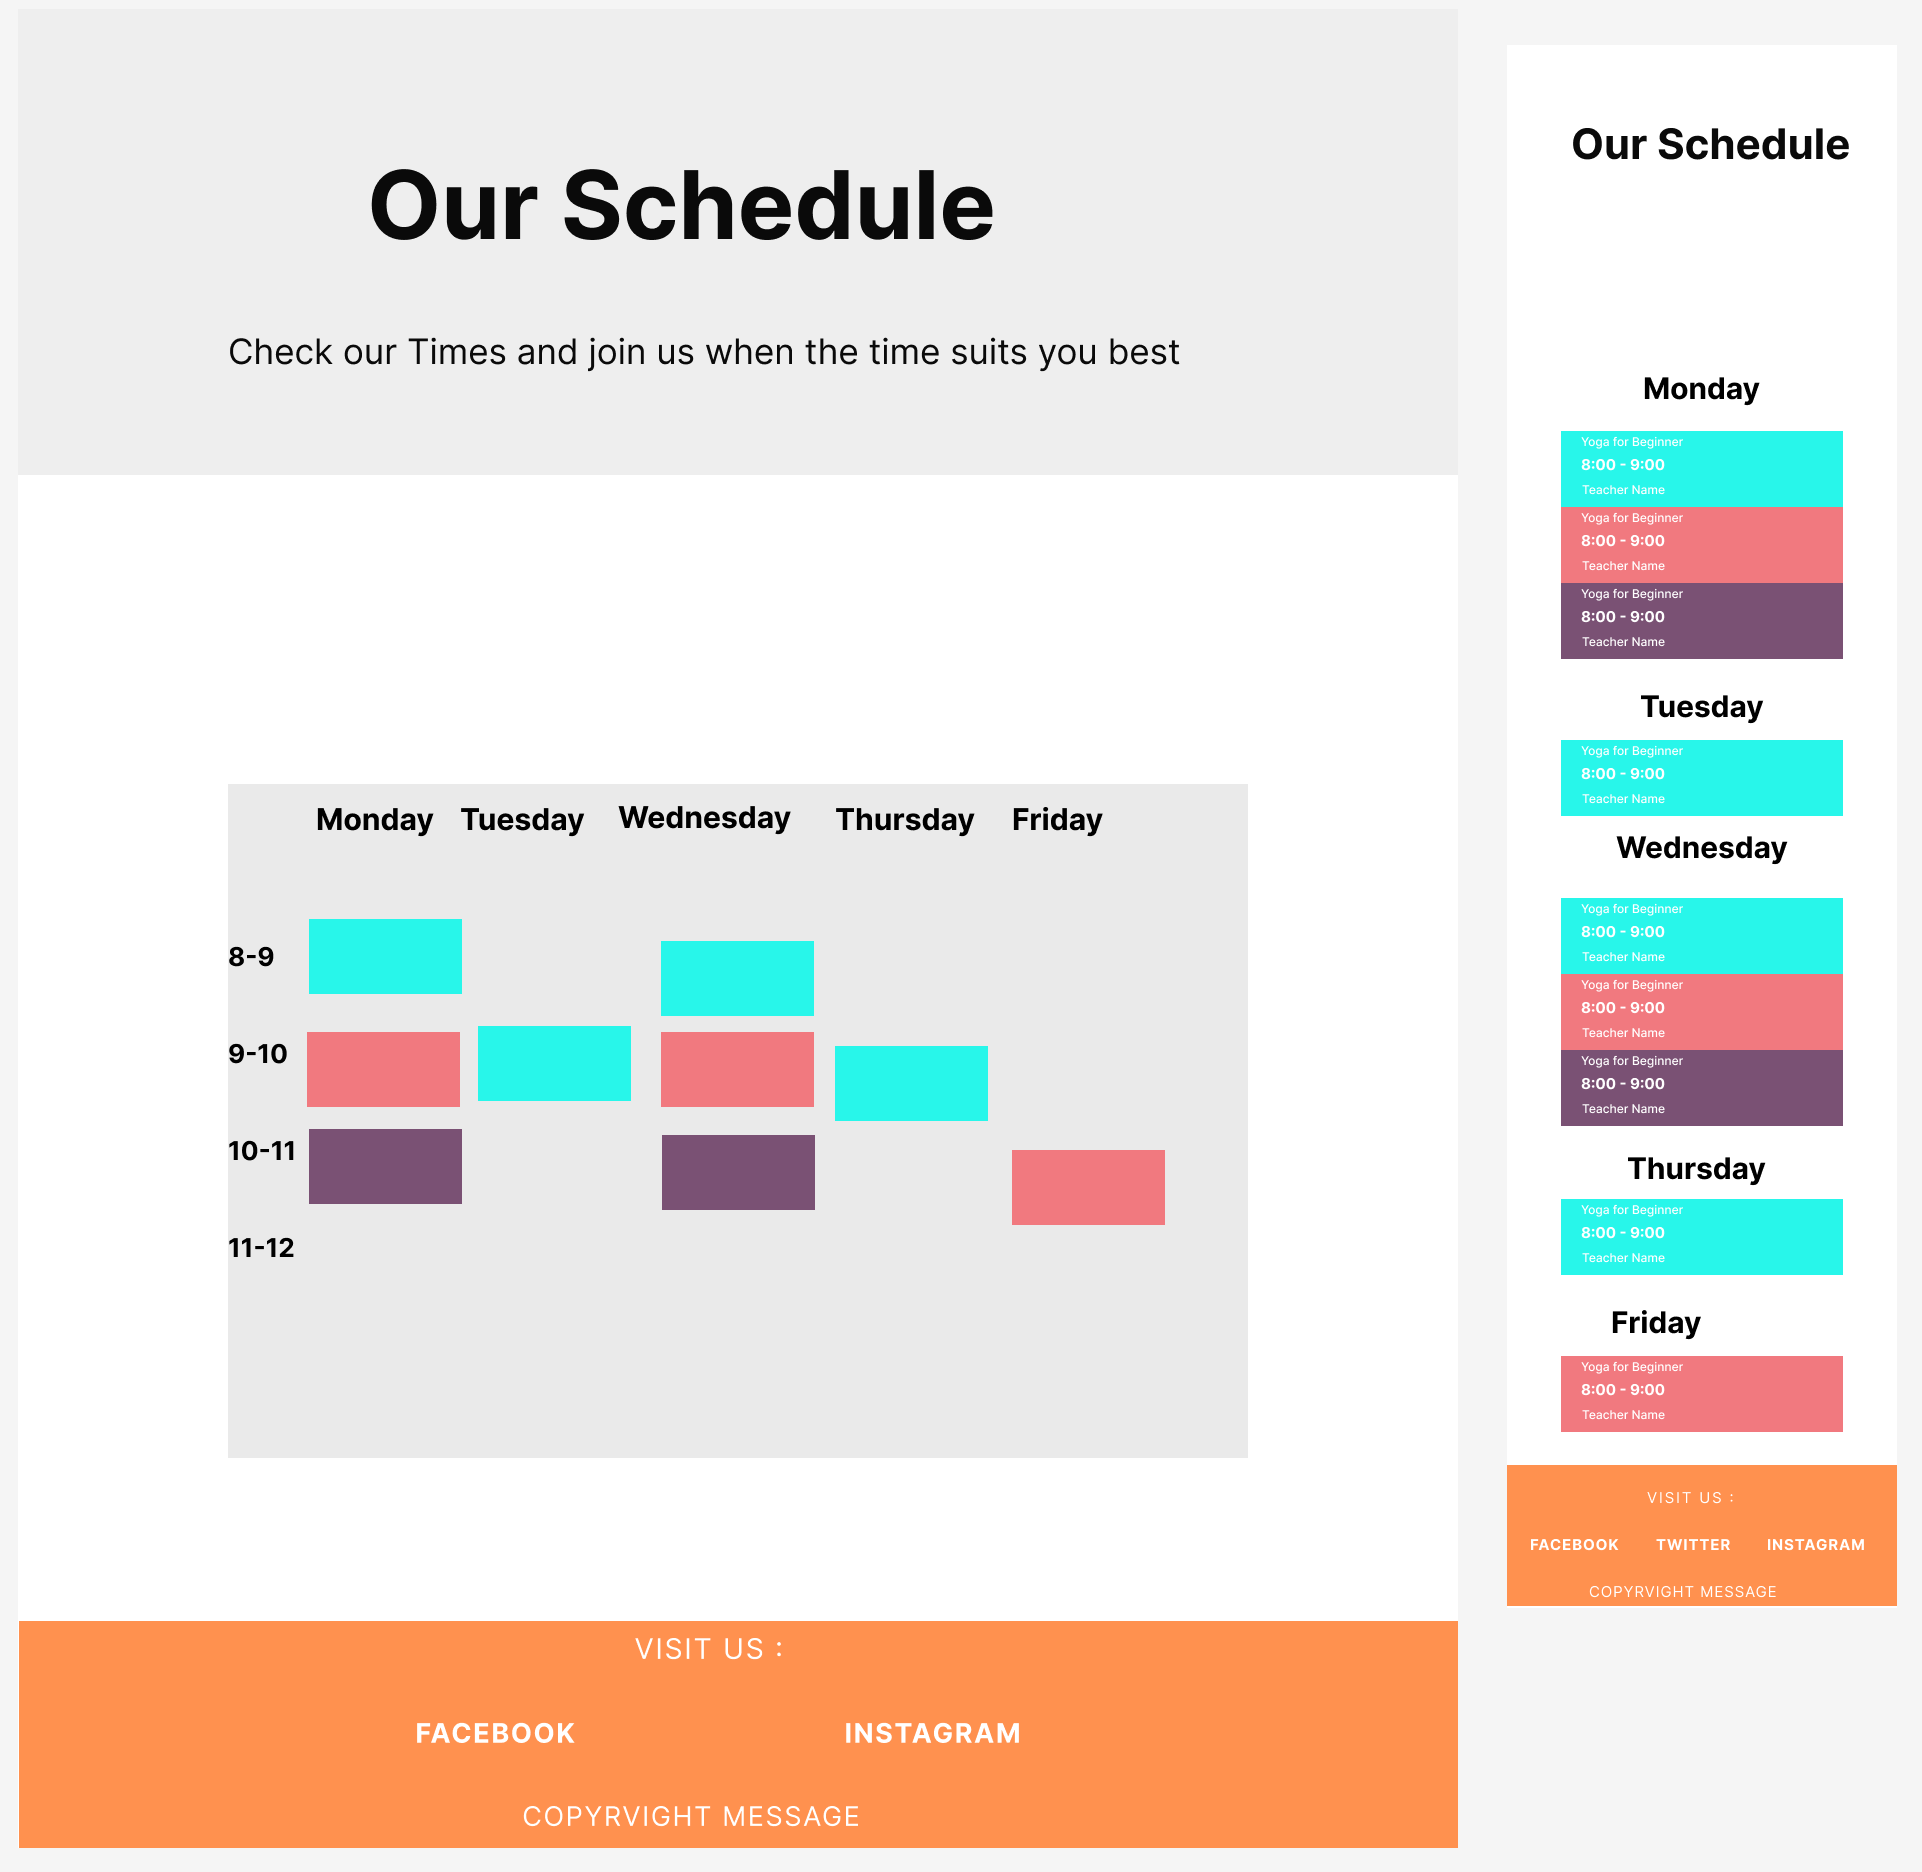 Our Schedule
Check our Times and join us when the time suits you best
Monday Tuesday Wednesday Thursday Friday
8-9
9-10
10-11
11-12
VISIT US :
FACEBOOK INSTAGRAM
COPYRVIGHT MESSAGE
Our Schedule
Monday
Yoga for Beginner
8:00 - 9:00
Teacher Name
Yoga for Beginner
8:00 - 9:00
Teacher Name
Yoga for Beginner
8:00 - 9:00
Teacher Name
Tuesday
Yoga for Beginner
8:00 - 9:00
Teacher Name
Wednesday
Yoga for Beginner
8:00 - 9:00
Teacher Name
Yoga for Beginner
8:00 - 9:00
Teacher Name
Yoga for Beginner
8:00 - 9:00
Teacher Name
Thursday
Yoga for Beginner
8:00 - 9:00
Teacher Name
Friday
Yoga for Beginner
8:00 - 9:00
Teacher Name
VISIT US :
FACEBOOK TWITTER INSTAGRAM
COPYRVIGHT MESSAGE